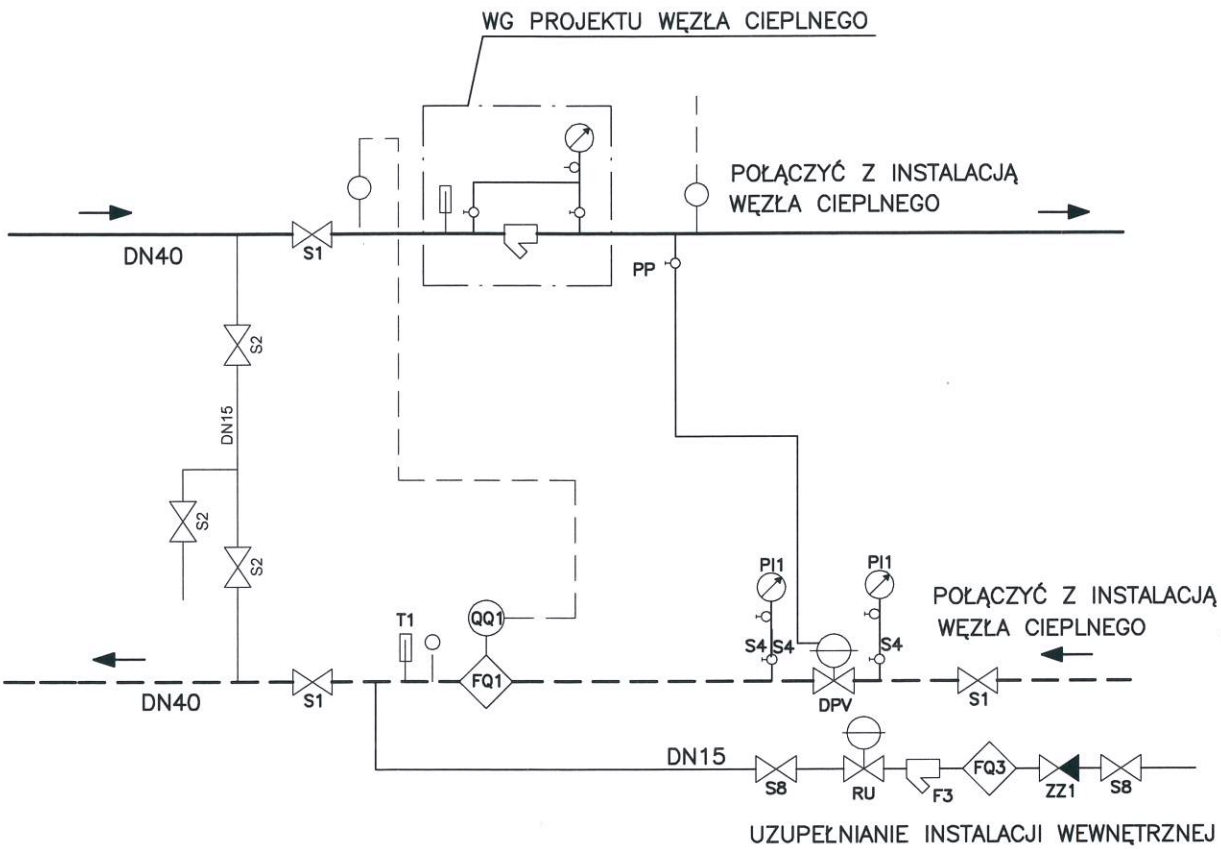 WG PROJEKTU WĘZŁA CIEPLNEGO
POŁĄCZYĆ Z INSTALACJĄ
WĘZŁA CIEPLNEGO
DN40
S1
PP
S2
DN15
S2
S2
PI1
PI1
POŁĄCZYĆ Z INSTALACJĄ
WĘZŁA CIEPLNEGO
T1
QQ1
S4
S4
S4
DN40
S1
FQ1
DPV
S1
DN15
S8
RU
F3
FQ3
ZZ1
S8
UZUPEŁNIANIE INSTALACJI WEWNĘTRZNEJ